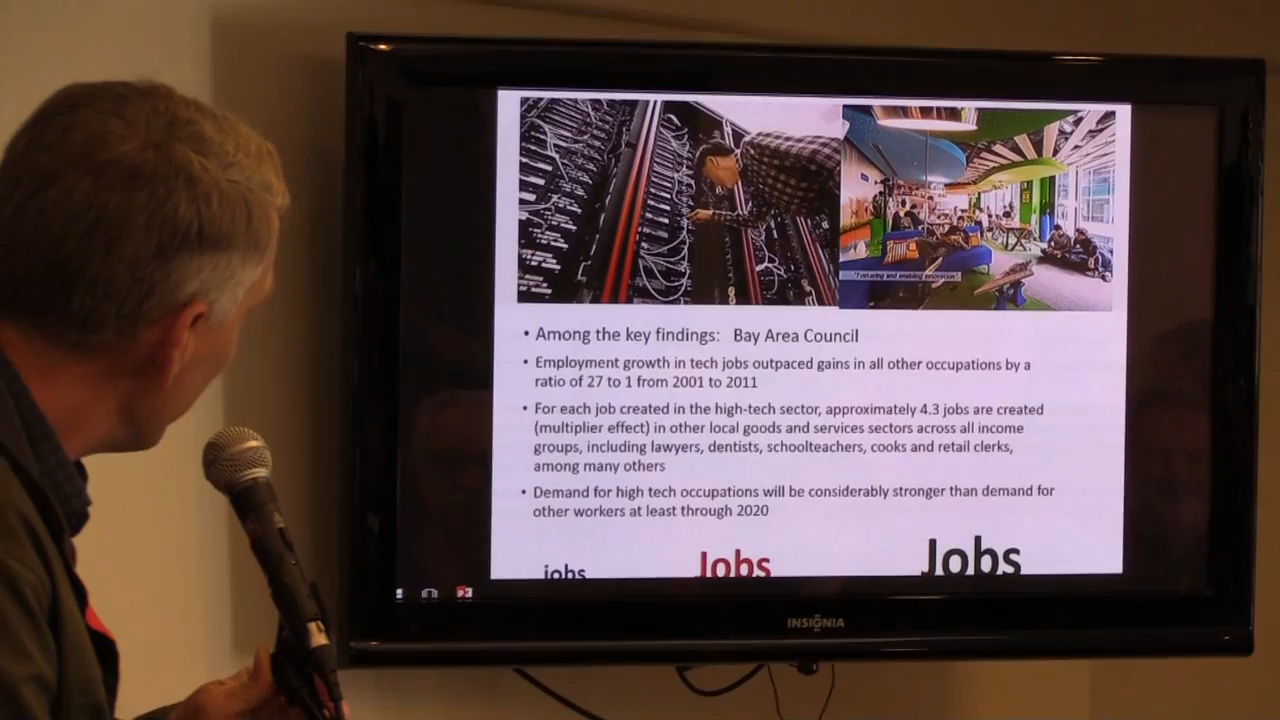 "Fostering and enabling innovation".
• Among the key findings: Bay Area Council
• Employment growth in tech jobs outpaced gains in all other occupations by a
ratio of 27 to 1 from 2001 to 2011
• For each job created in the high-tech sector, approximately 4.3 jobs are created
(multiplier effect) in other local goods and services sectors across all income
groups, including lawyers, dentists, schoolteachers, cooks and retail clerks,
among many others
• Demand for high tech occupations will be considerably stronger than demand for
other workers at least through 2020
jobs Jobs Jobs
INSIGNIA